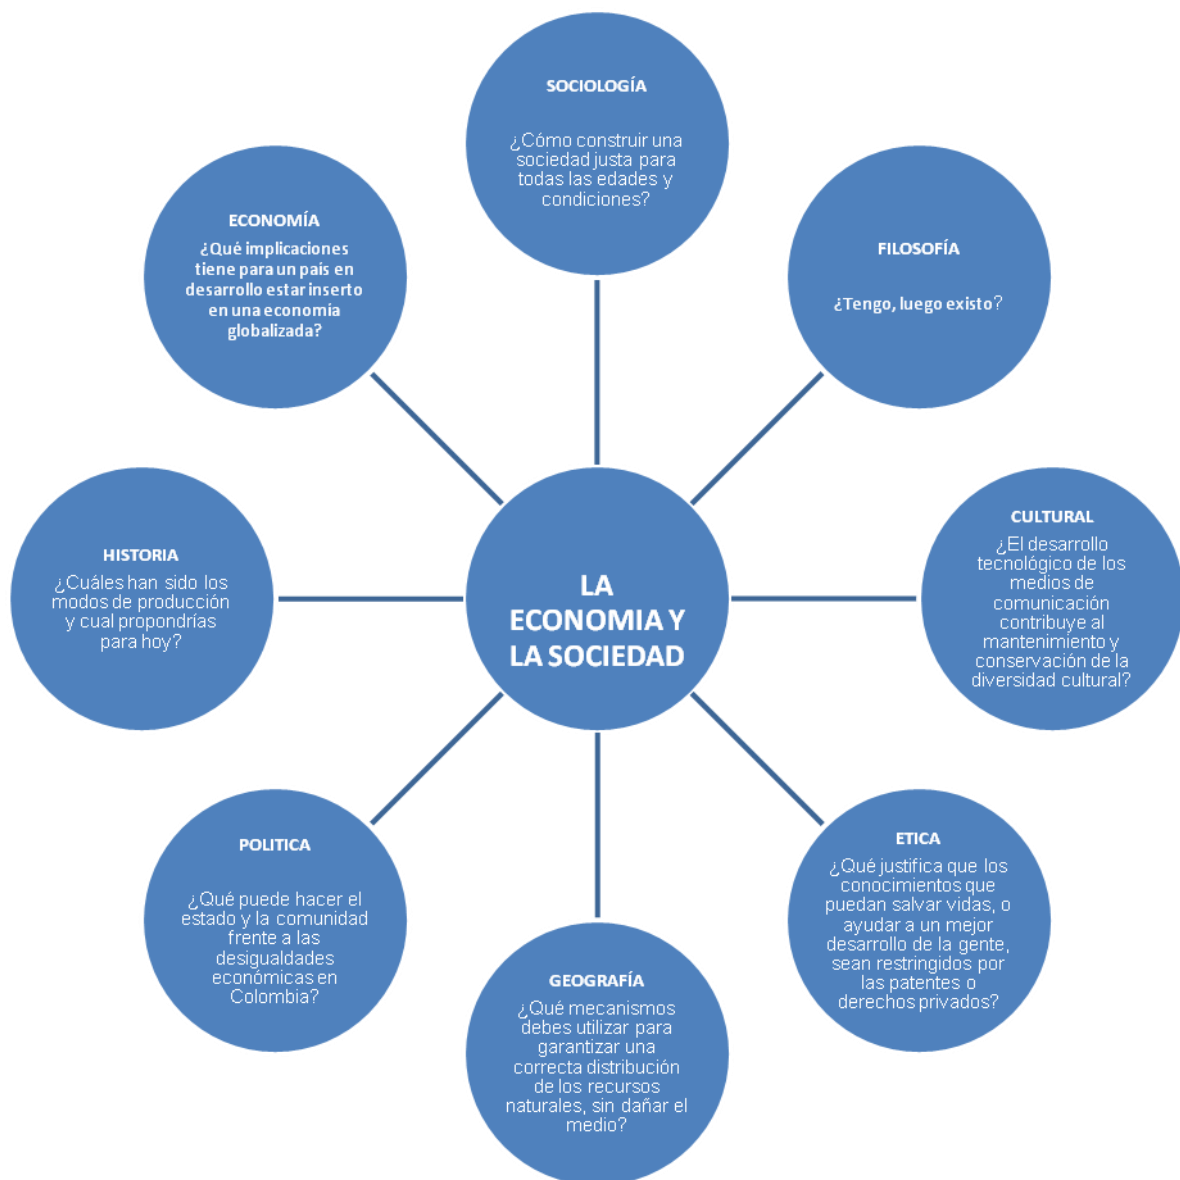 SOCIOLOGÍA
¿Cómo construir una
sociedad justa para
todas las edades y
condiciones?
FILOSOFÍA
¿Tengo, luego existo?
CULTURAL
¿El desarrollo
tecnológico de los
medios de
comunicación
contribuye al
mantenimiento y
conservación de la
diversidad cultural?
ETICA
¿Qué justifica que los
conocimientos que
puedan salvar vidas, o
ayudar a un mejor
desarrollo de la gente,
sean restringidos por
las patentes o
derechos privados?
GEOGRAFÍA
¿Qué mecanismos
debes utilizar para
garantizar una
correcta distribución
de los recursos
naturales, sin dañar el
medio?
POLITICA
¿Qué puede hacer el
estado y la comunidad
frente a las
desigualdades
económicas en
Colombia?
HISTORIA
¿Cuáles han sido los
modos de producción
y cual propondrías
para hoy?
ECONOMÍA
¿Qué implicaciones
tiene para un país en
desarrollo estar inserto
en una economía
globalizada?
LA
ECONOMIA Y
LA SOCIEDAD